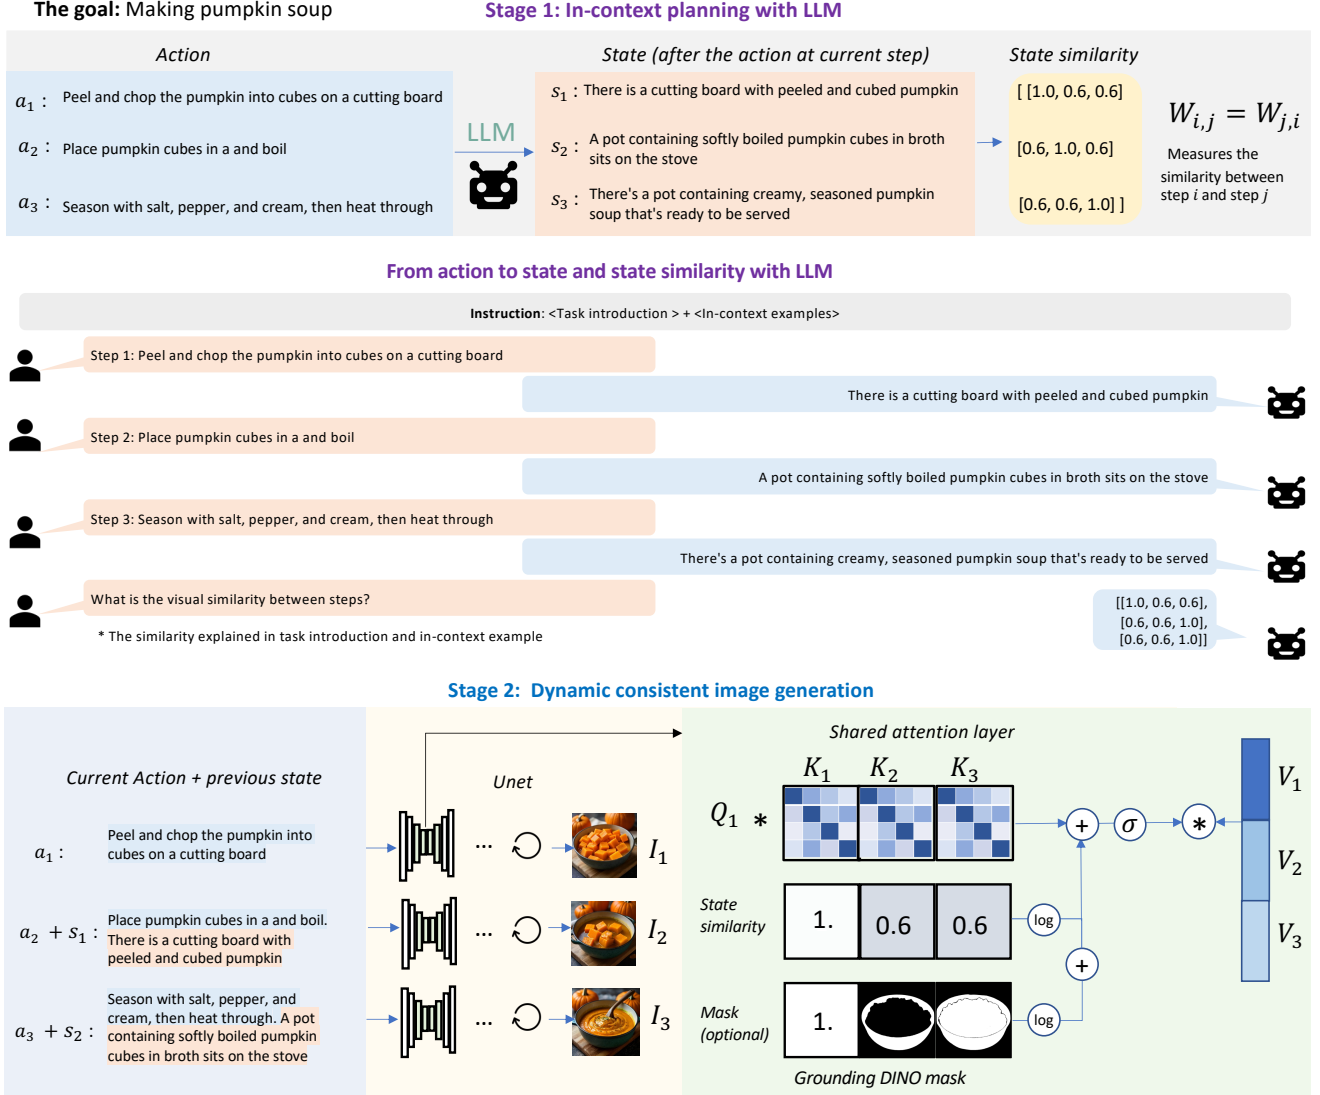 The goal: Making pumpkin soup
Stage 1: In-context planning with LLM
Action
State (after the action at current step)
State similarity
a₁ : Peel and chop the pumpkin into cubes on a cutting board
a₂ : Place pumpkin cubes in a and boil
a₃ : Season with salt, pepper, and cream, then heat through
LLM
s₁ : There is a cutting board with peeled and cubed pumpkin
s₂ : A pot containing softly boiled pumpkin cubes in broth
sits on the stove
s₃ : There's a pot containing creamy, seasoned pumpkin
soup that's ready to be served
[ [1.0, 0.6, 0.6]
[0.6, 1.0, 0.6]
[0.6, 0.6, 1.0] ]
Wᵢ,ⱼ = Wⱼ,ᵢ
Measures the
similarity between
step i and step j
From action to state and state similarity with LLM
Instruction: <Task introduction > + <In-context examples>
Step 1: Peel and chop the pumpkin into cubes on a cutting board
There is a cutting board with peeled and cubed pumpkin
Step 2: Place pumpkin cubes in a and boil
A pot containing softly boiled pumpkin cubes in broth sits on the stove
Step 3: Season with salt, pepper, and cream, then heat through
There's a pot containing creamy, seasoned pumpkin soup that's ready to be served
What is the visual similarity between steps?
* The similarity explained in task introduction and in-context example
[[1.0, 0.6, 0.6],
[0.6, 0.6, 1.0],
[0.6, 0.6, 1.0]]
Stage 2: Dynamic consistent image generation
Current Action + previous state
a₁ :
Peel and chop the pumpkin into
cubes on a cutting board
a₂ + s₁ :
Place pumpkin cubes in a and boil.
There is a cutting board with
peeled and cubed pumpkin
a₃ + s₂ :
Season with salt, pepper, and
cream, then heat through. A pot
containing softly boiled pumpkin
cubes in broth sits on the stove
Unet
... I₁
... I₂
... I₃
Shared attention layer
K₁ K₂ K₃
Q₁ *
+ σ *
V₁
V₂
V₃
State
similarity
1. 0.6 0.6
log
+
Mask
(optional)
1.
log
Grounding DINO mask